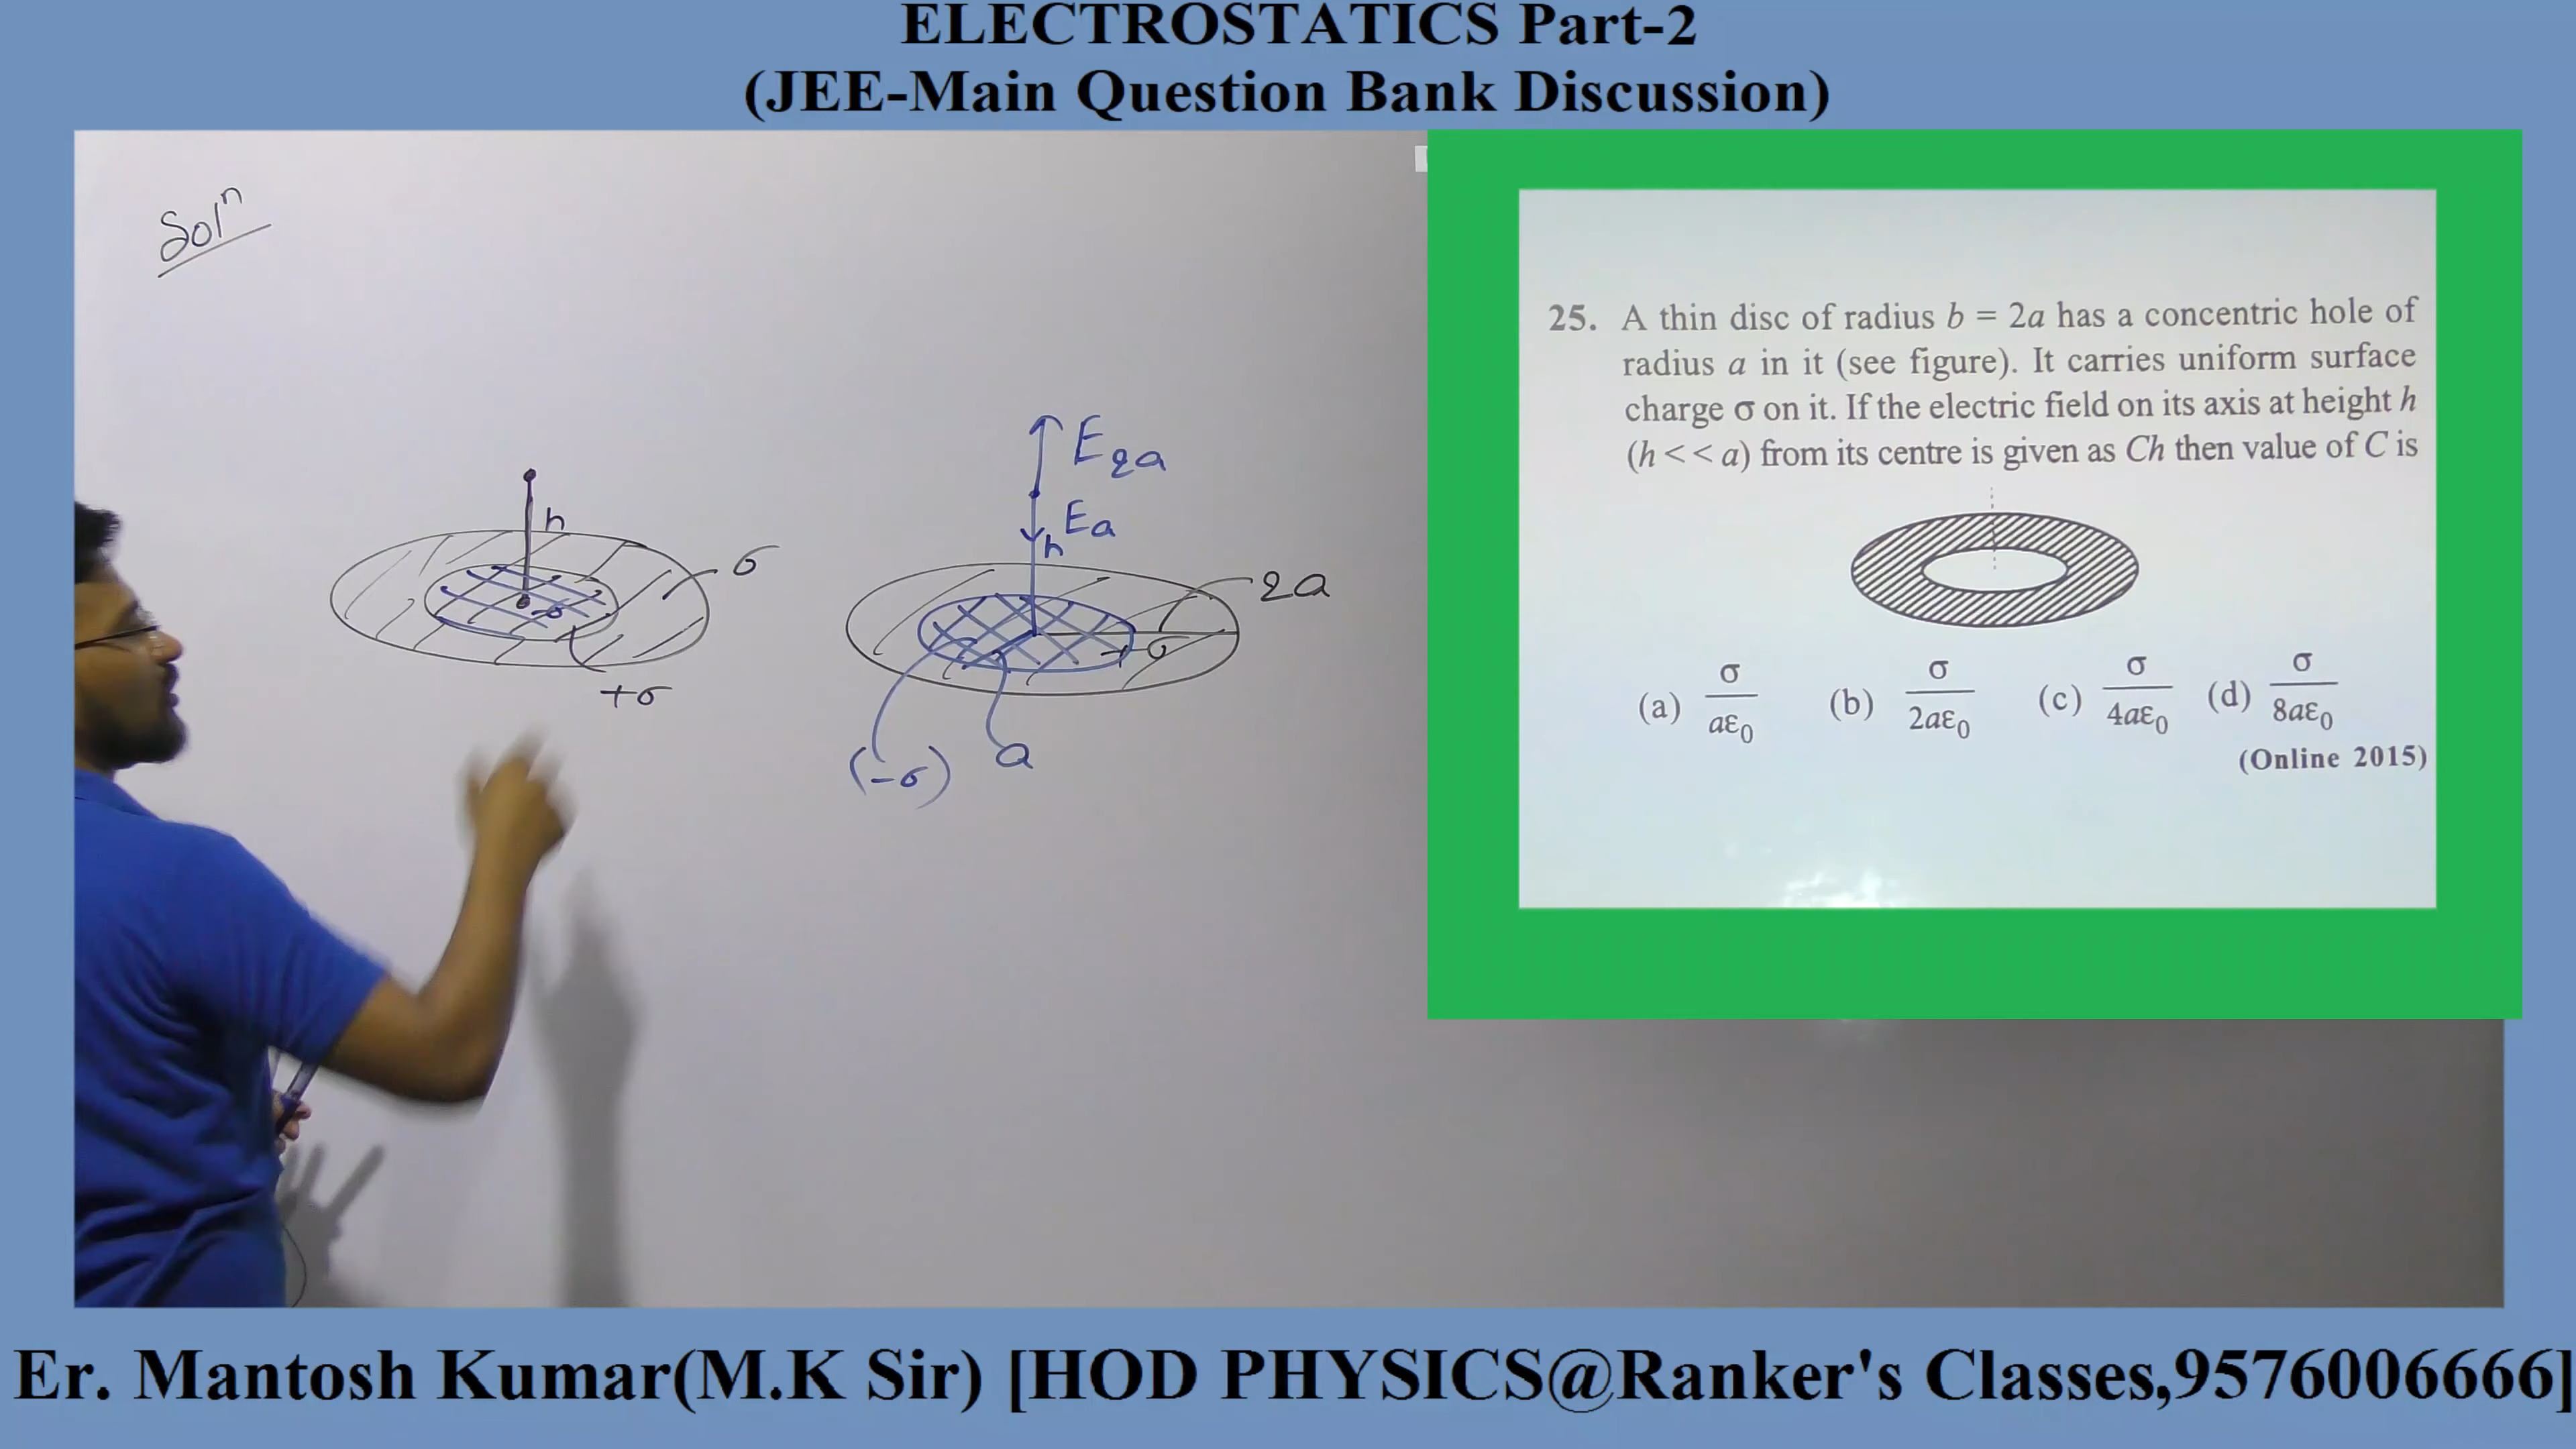 ELECTROSTATICS Part-2
(JEE-Main Question Bank Discussion)
Solⁿ
h
σ
-σ
+σ
E2a
Ea
h
2a
+σ
(-σ)
a
25. A thin disc of radius b = 2a has a concentric hole of
radius a in it (see figure). It carries uniform surface
charge σ on it. If the electric field on its axis at height h
(h << a) from its centre is given as Ch then value of C is
(a) σ/aε₀ (b) σ/2aε₀ (c) σ/4aε₀ (d) σ/8aε₀
(Online 2015)
Er. Mantosh Kumar(M.K Sir) [HOD PHYSICS@Ranker's Classes,9576006666]